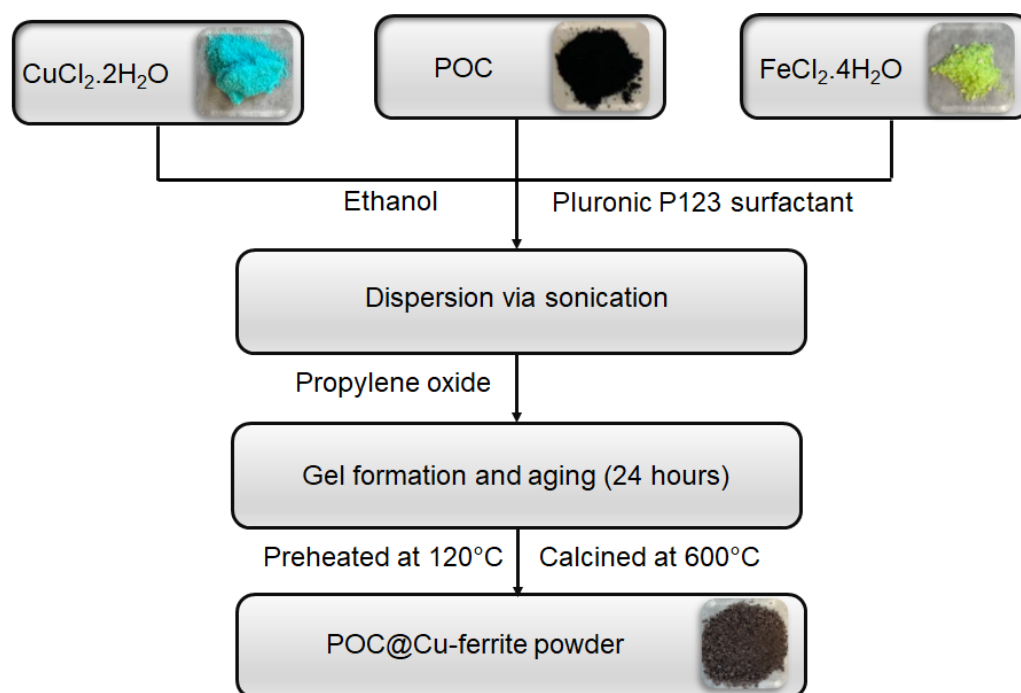 CuCl₂.2H₂O
POC
FeCl₂.4H₂O
Ethanol
Pluronic P123 surfactant
Dispersion via sonication
Propylene oxide
Gel formation and aging (24 hours)
Preheated at 120°C
Calcined at 600°C
POC@Cu-ferrite powder